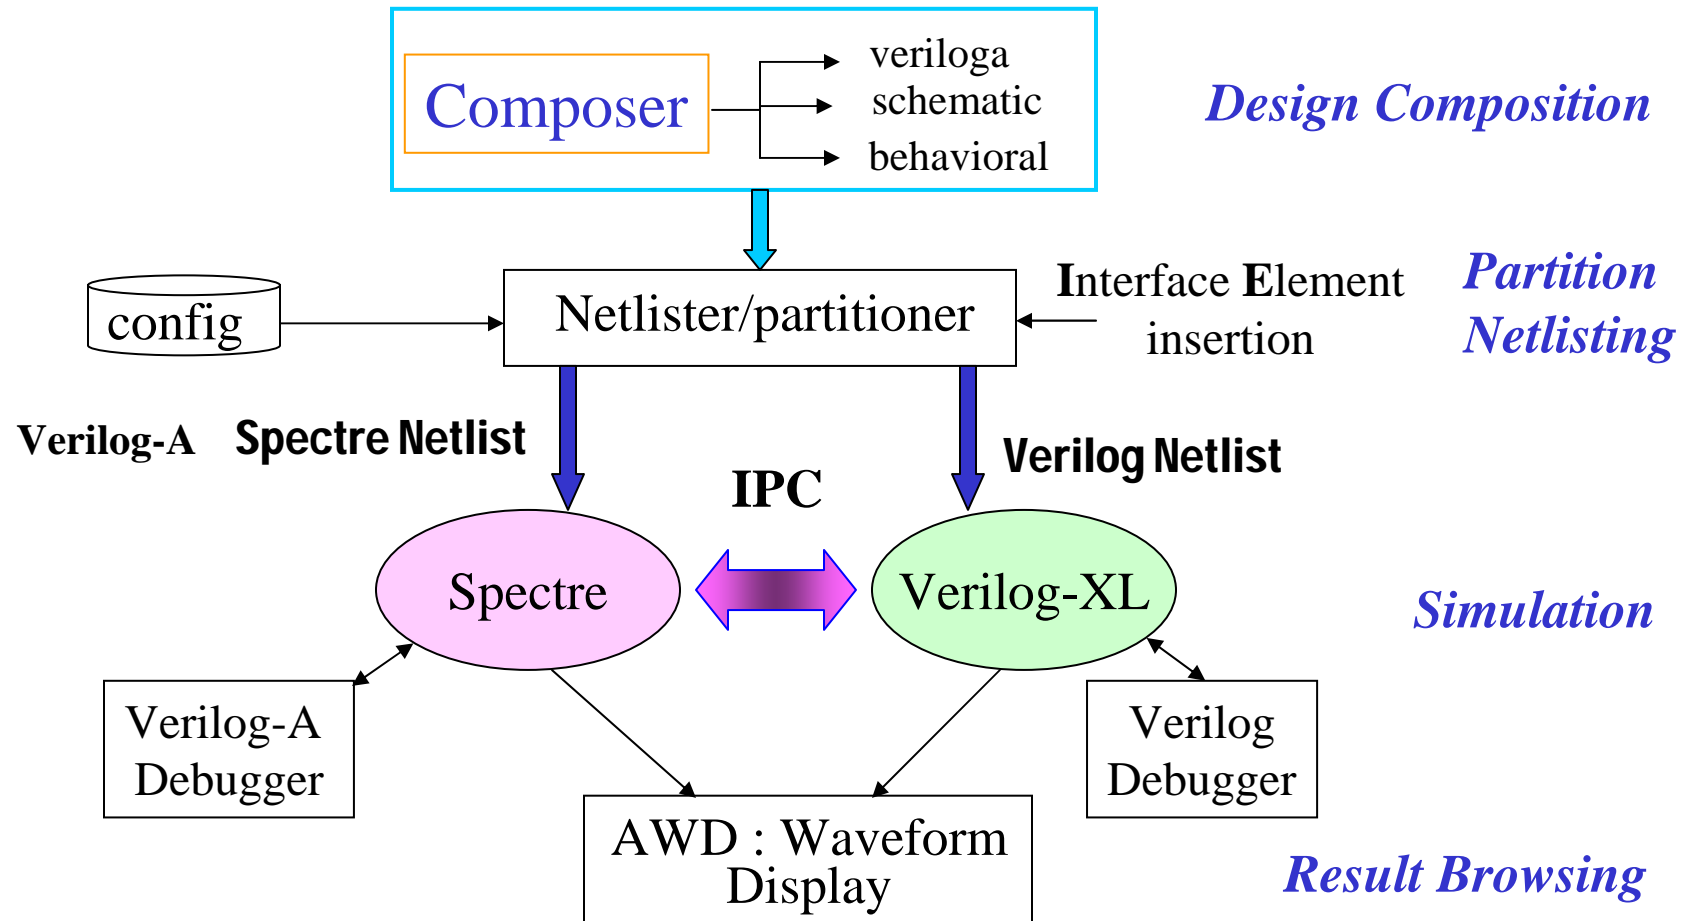 veriloga
Composer
schematic
behavioral
Design Composition
config
Netlister/partitioner
Interface Element
insertion
Partition
Netlisting
Verilog-A
Spectre Netlist
Verilog Netlist
IPC
Spectre
Verilog-XL
Simulation
Verilog-A
Debugger
Verilog
Debugger
AWD : Waveform
Display
Result Browsing